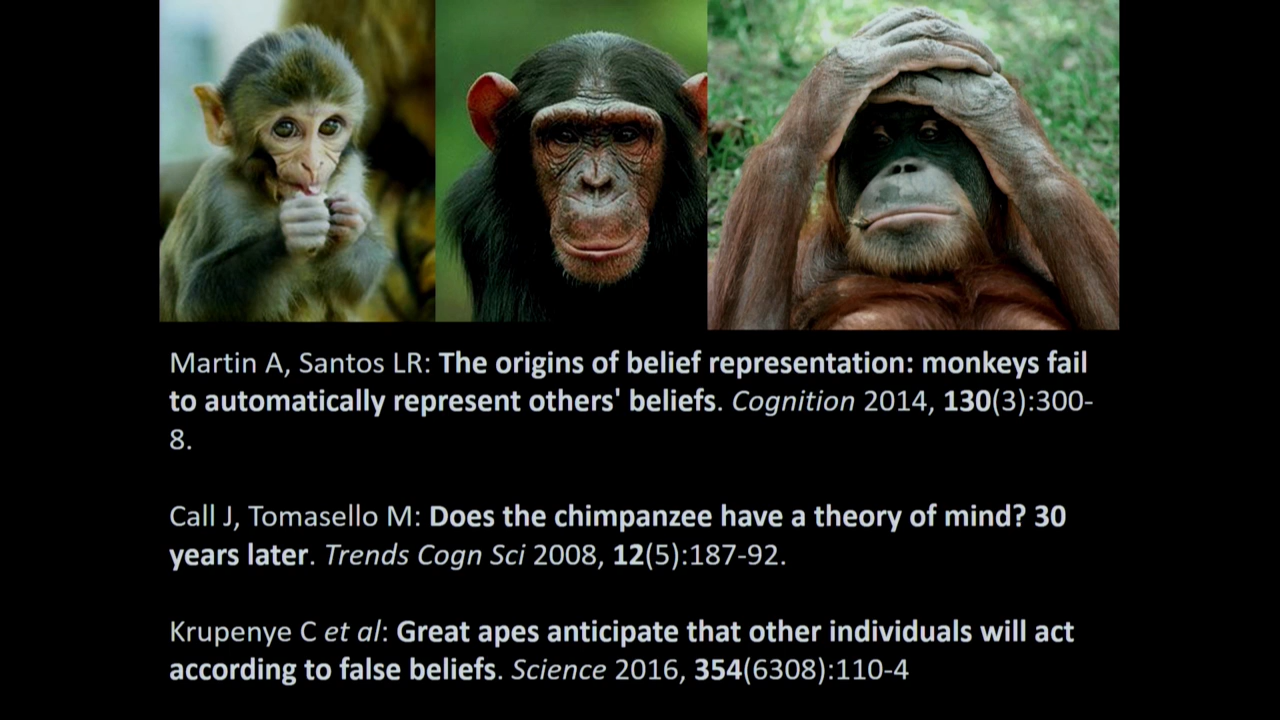 Martin A, Santos LR: The origins of belief representation: monkeys fail
to automatically represent others' beliefs. Cognition 2014, 130(3):300-
8.
Call J, Tomasello M: Does the chimpanzee have a theory of mind? 30
years later. Trends Cogn Sci 2008, 12(5):187-92.
Krupenye C et al: Great apes anticipate that other individuals will act
according to false beliefs. Science 2016, 354(6308):110-4